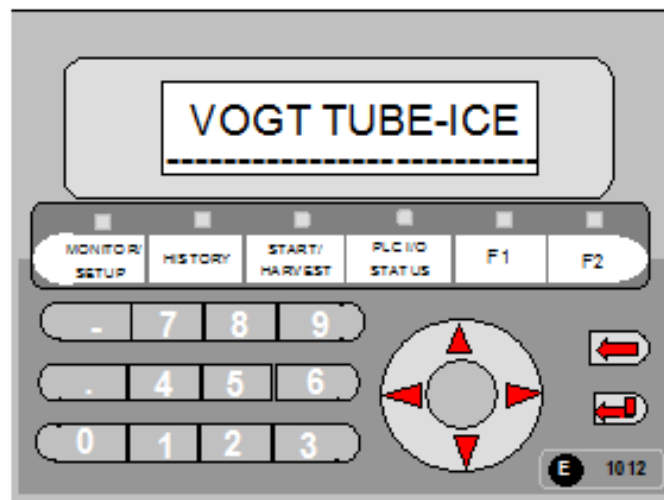 VOGT TUBE-ICE
MONITOR/ SETUP
HISTORY
START/ HARVEST
PLC I/O STATUS
F1
F2
- 7 8 9
. 4 5 6
0 1 2 3
E 1012